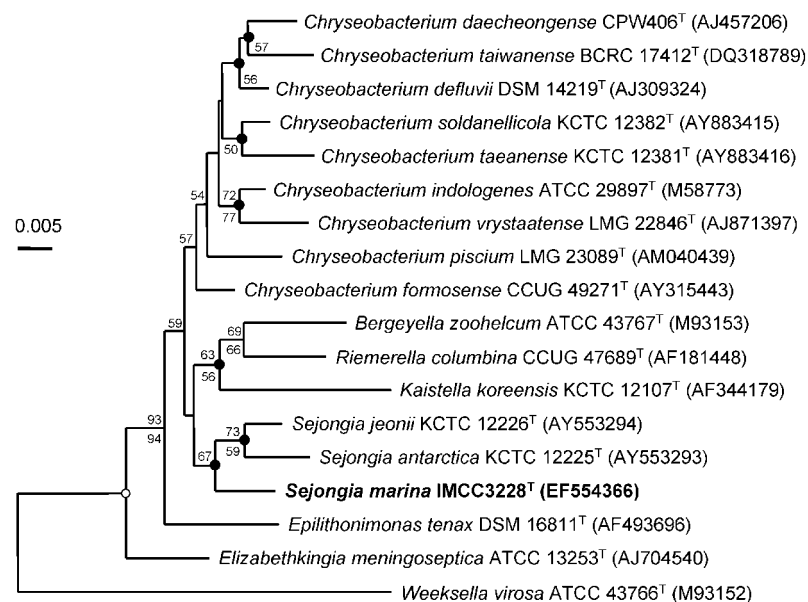 Chryseobacterium daecheongense CPW406ᵀ (AJ457206)
57
Chryseobacterium taiwanense BCRC 17412ᵀ (DQ318789)
56
Chryseobacterium defluvii DSM 14219ᵀ (AJ309324)
Chryseobacterium soldanellicola KCTC 12382ᵀ (AY883415)
50
Chryseobacterium taeanense KCTC 12381ᵀ (AY883416)
72
Chryseobacterium indologenes ATCC 29897ᵀ (M58773)
54
77
Chryseobacterium vrystaatense LMG 22846ᵀ (AJ871397)
0.005
57
Chryseobacterium piscium LMG 23089ᵀ (AM040439)
Chryseobacterium formosense CCUG 49271ᵀ (AY315443)
59
Bergeyella zoohelcum ATCC 43767ᵀ (M93153)
69
66
63
Riemerella columbina CCUG 47689ᵀ (AF181448)
56
Kaistella koreensis KCTC 12107ᵀ (AF344179)
93
94
Sejongia jeonii KCTC 12226ᵀ (AY553294)
73
59
67
Sejongia antarctica KCTC 12225ᵀ (AY553293)
Sejongia marina IMCC3228ᵀ (EF554366)
Epilithonimonas tenax DSM 16811ᵀ (AF493696)
Elizabethkingia meningoseptica ATCC 13253ᵀ (AJ704540)
Weeksella virosa ATCC 43766ᵀ (M93152)